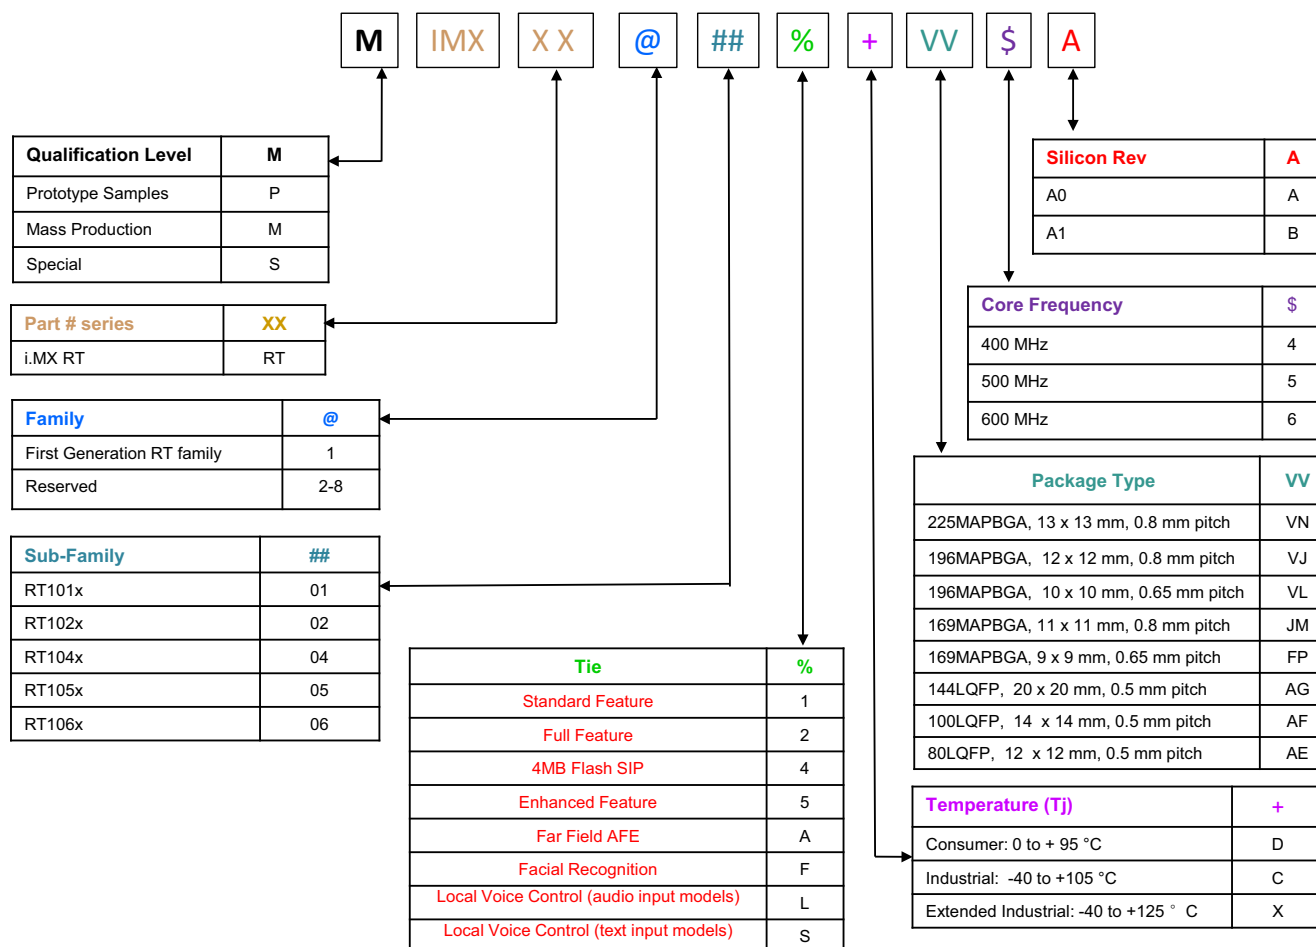 M IMX X X @ ## % + VV $ A
Qualification Level M
Prototype Samples P
Mass Production M
Special S
Part # series XX
i.MX RT RT
Family @
First Generation RT family 1
Reserved 2-8
Sub-Family ##
RT101x 01
RT102x 02
RT104x 04
RT105x 05
RT106x 06
Tie %
Standard Feature 1
Full Feature 2
4MB Flash SIP 4
Enhanced Feature 5
Far Field AFE A
Facial Recognition F
Local Voice Control (audio input models) L
Local Voice Control (text input models) S
Silicon Rev A
A0 A
A1 B
Core Frequency $
400 MHz 4
500 MHz 5
600 MHz 6
Package Type VV
225MAPBGA, 13 x 13 mm, 0.8 mm pitch VN
196MAPBGA, 12 x 12 mm, 0.8 mm pitch VJ
196MAPBGA, 10 x 10 mm, 0.65 mm pitch VL
169MAPBGA, 11 x 11 mm, 0.8 mm pitch JM
169MAPBGA, 9 x 9 mm, 0.65 mm pitch FP
144LQFP, 20 x 20 mm, 0.5 mm pitch AG
100LQFP, 14 x 14 mm, 0.5 mm pitch AF
80LQFP, 12 x 12 mm, 0.5 mm pitch AE
Temperature (Tj) +
Consumer: 0 to + 95 °C D
Industrial: -40 to +105 °C C
Extended Industrial: -40 to +125 ° C X